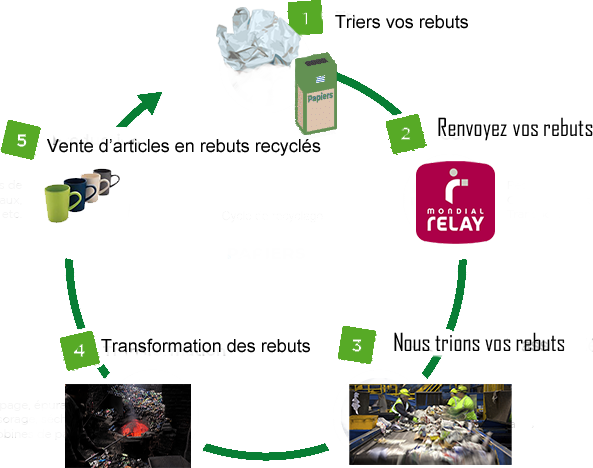 1
Triers vos rebuts
Papiers
2
Renvoyez vos rebuts
MONDIAL
RELAY
5
Vente d'articles en rebuts recyclés
4
Transformation des rebuts
3
Nous trions vos rebuts